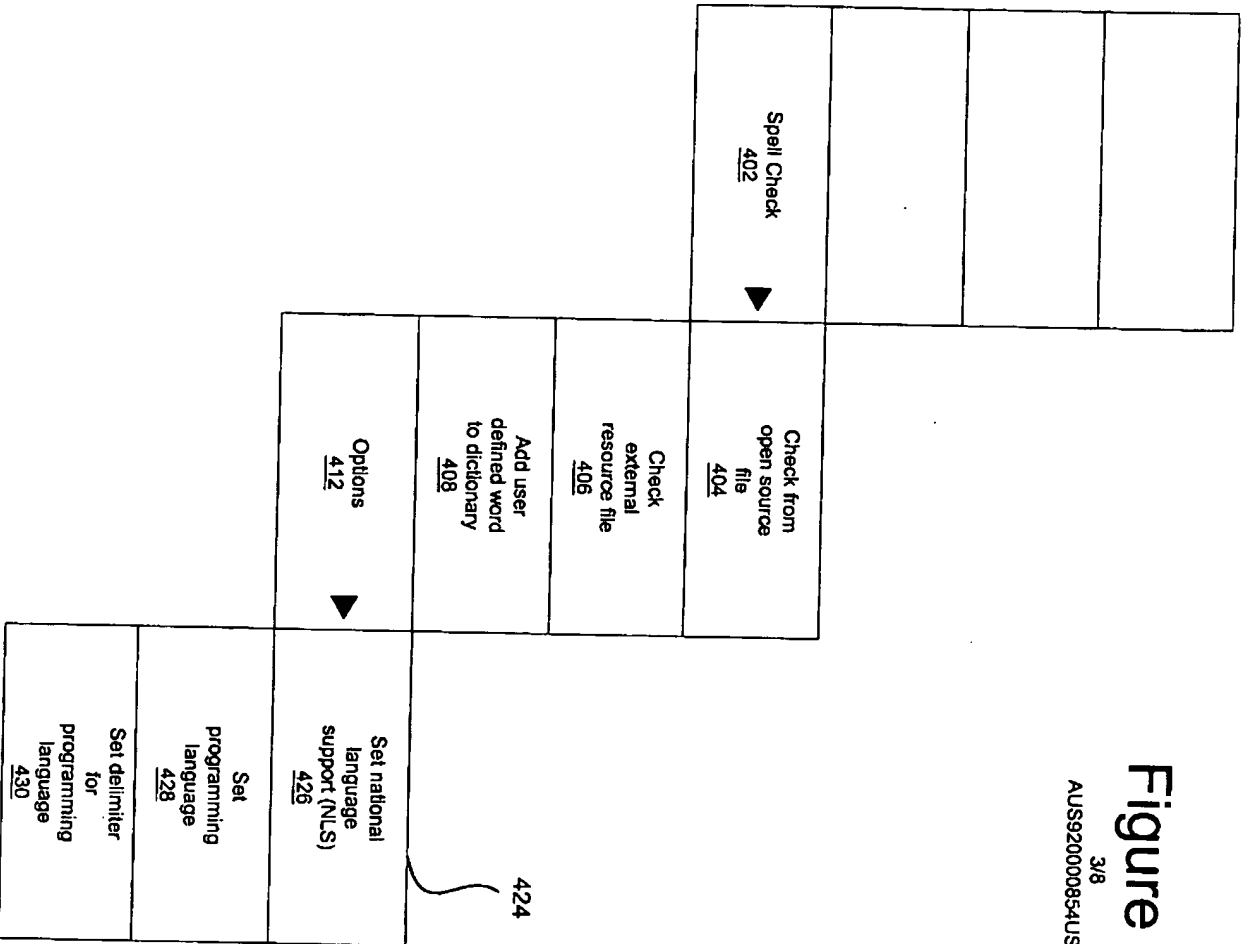 Figure
3/8
AUS920000854US
Spell Check
402
Check from
open source
file
404
Check
external
resource file
406
Add user
defined word
to dictionary
408
Options
412
424
Set national
language
support (NLS)
426
Set
programming
language
428
Set delimiter
for
programming
language
430